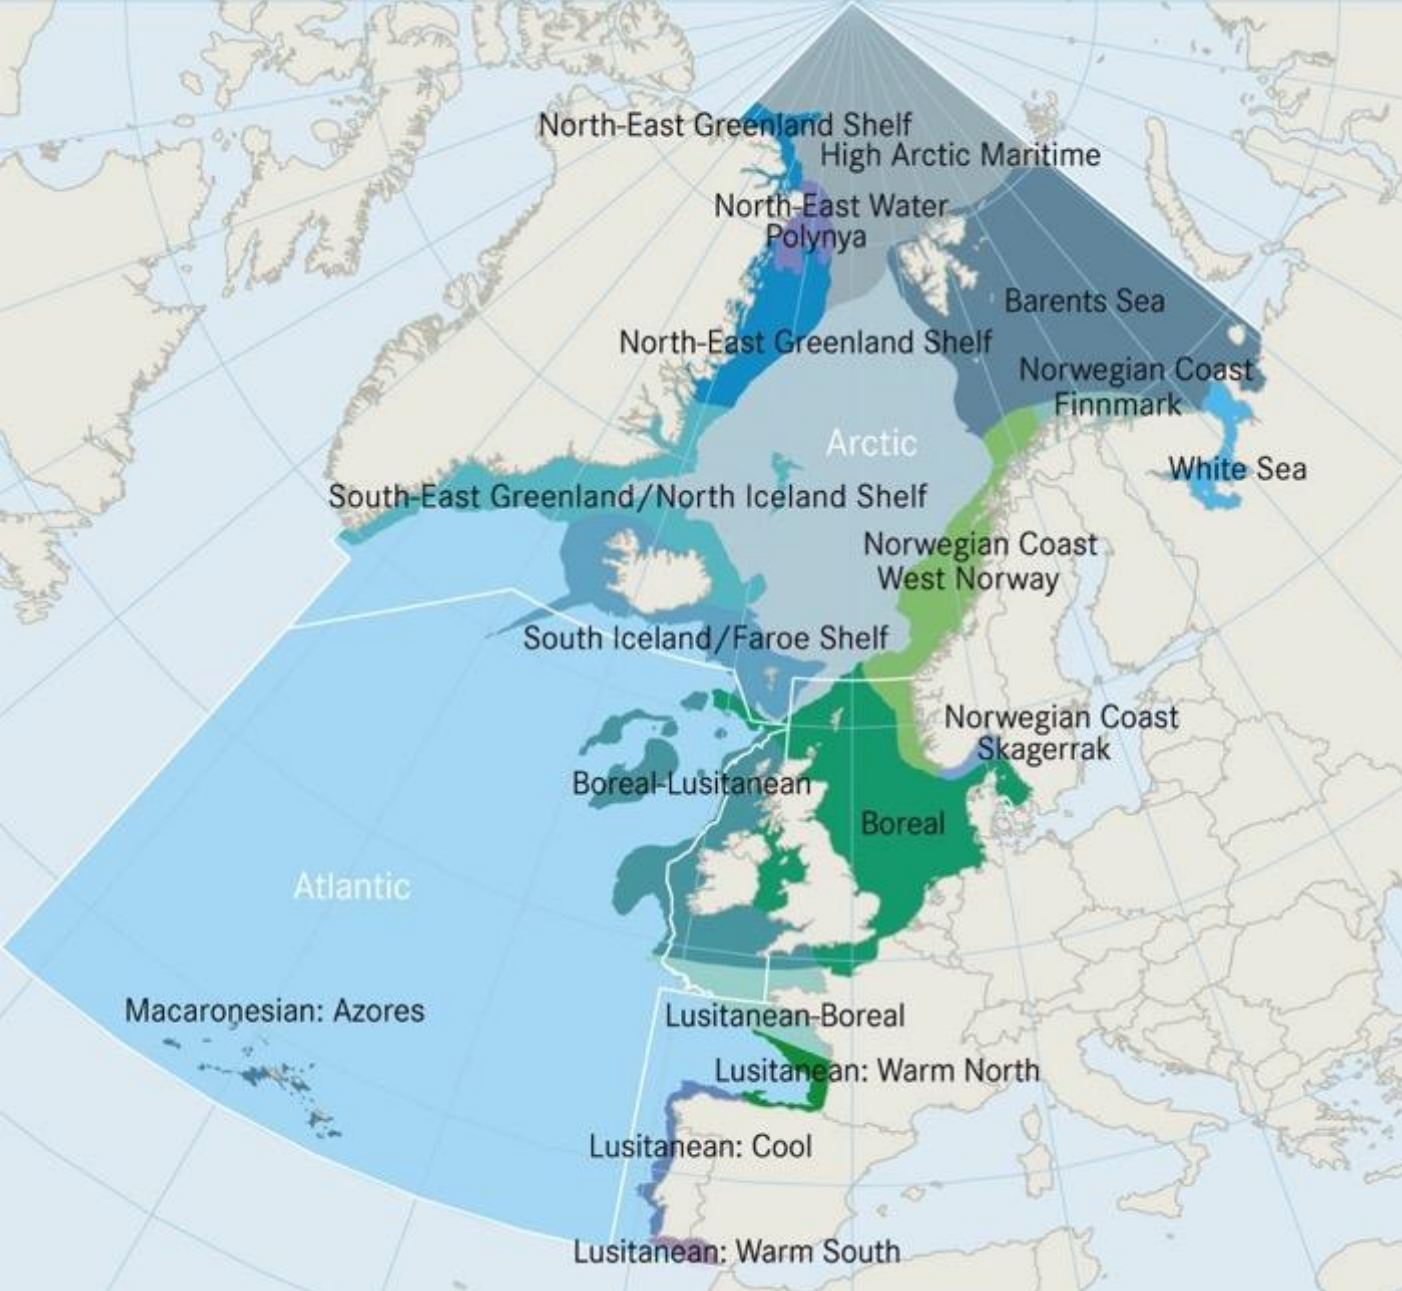 North-East Greenland Shelf
High Arctic Maritime
North-East Water
Polynya
Barents Sea
North-East Greenland Shelf
Norwegian Coast
Finnmark
Arctic
White Sea
South-East Greenland/North Iceland Shelf
Norwegian Coast
West Norway
South Iceland/Faroe Shelf
Norwegian Coast
Skagerrak
Boreal-Lusitanean
Boreal
Atlantic
Macaronesian: Azores
Lusitanean-Boreal
Lusitanean: Warm North
Lusitanean: Cool
Lusitanean: Warm South